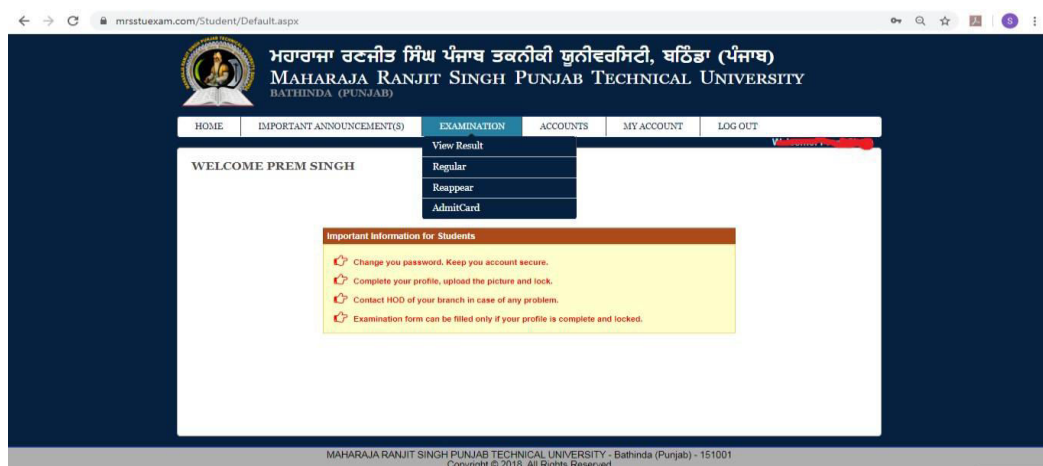 mrsstuexam.com/Student/Default.aspx
ਮਹਾਰਾਜਾ ਰਣਜੀਤ ਸਿੰਘ ਪੰਜਾਬ ਤਕਨੀਕੀ ਯੂਨੀਵਰਸਿਟੀ, ਬਠਿੰਡਾ (ਪੰਜਾਬ)
MAHARAJA RANJIT SINGH PUNJAB TECHNICAL UNIVERSITY
BATHINDA (PUNJAB)
HOME IMPORTANT ANNOUNCEMENT(S) EXAMINATION ACCOUNTS MY ACCOUNT LOG OUT
View Result
WELCOME PREM SINGH
Regular
Reappear
AdmitCard
Important Information for Students
Change you password. Keep you account secure.
Complete your profile, upload the picture and lock.
Contact HOD of your branch in case of any problem.
Examination form can be filled only if your profile is complete and locked.
MAHARAJA RANJIT SINGH PUNJAB TECHNICAL UNIVERSITY - Bathinda (Punjab) - 151001
Copyright © 2018. All Rights Reserved